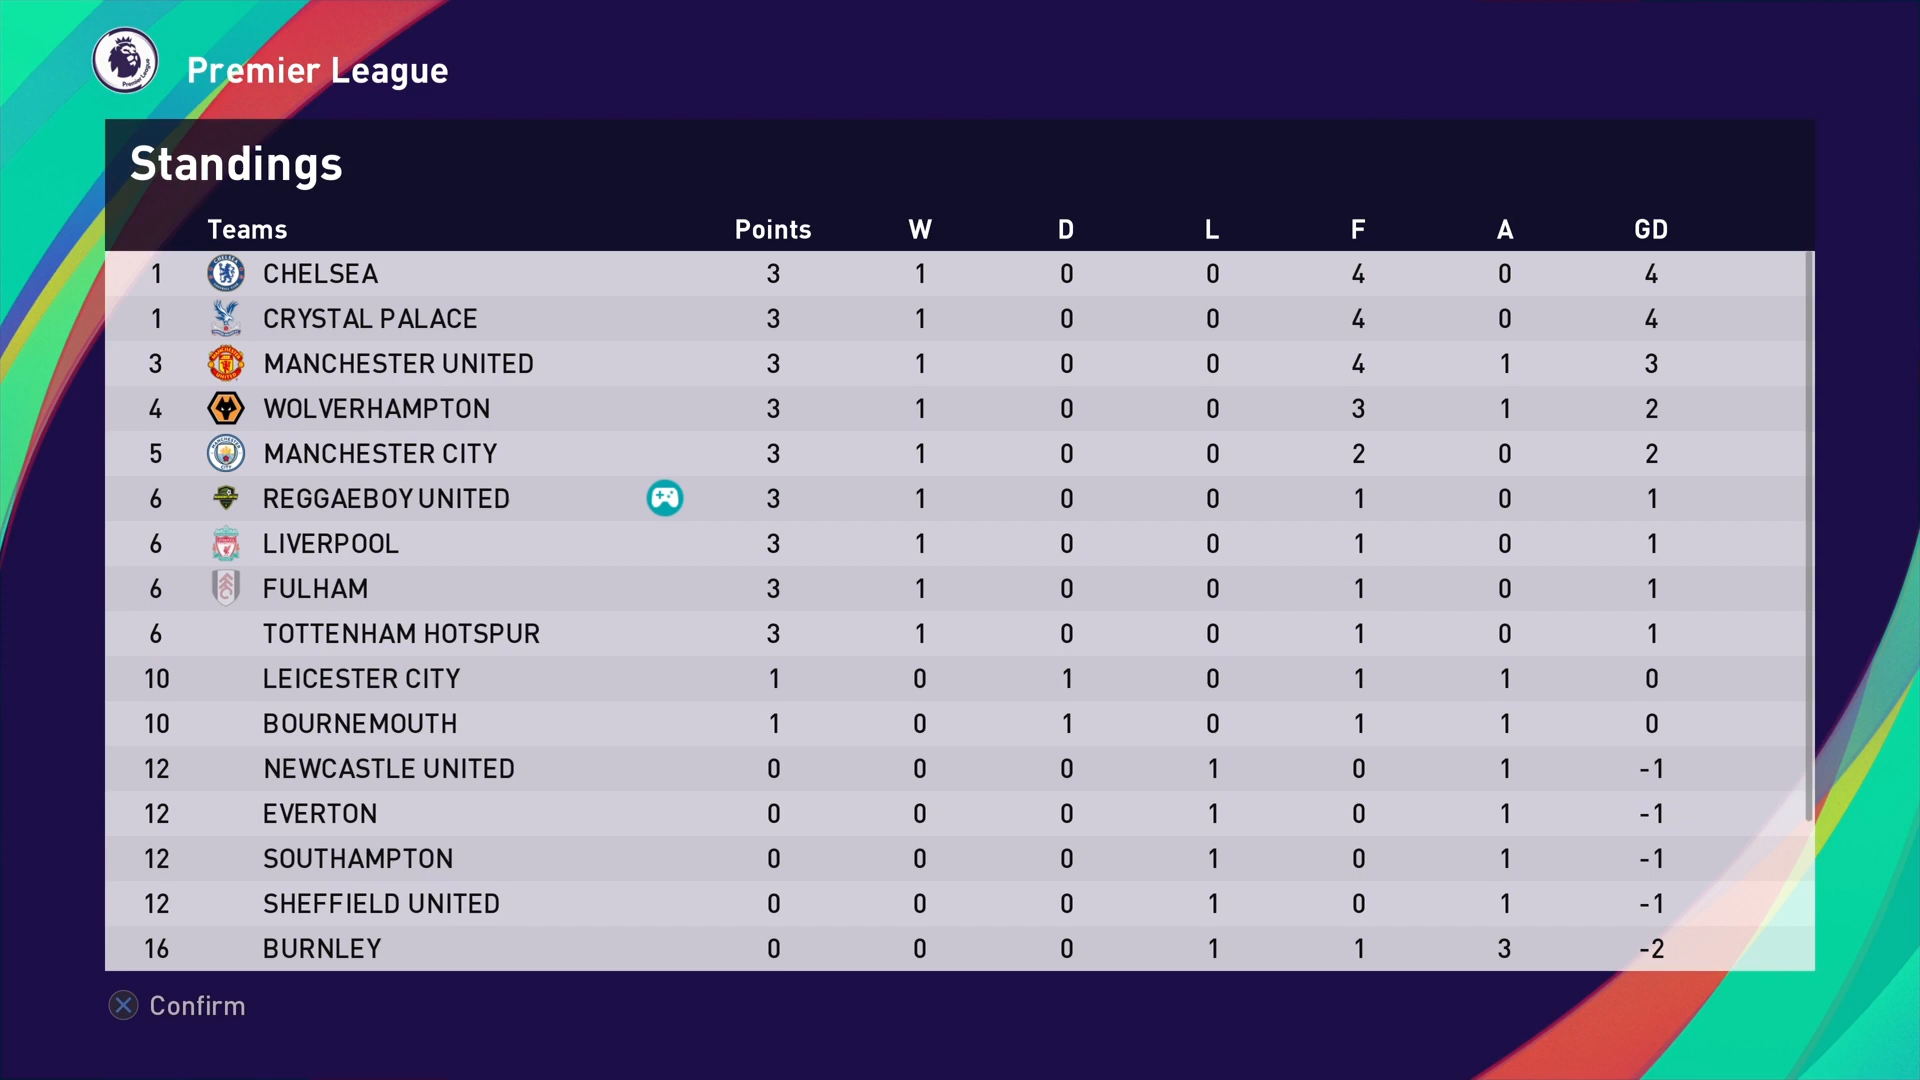 Premier League
Standings
Teams Points W D L F A GD
1 CHELSEA 3 1 0 0 4 0 4
1 CRYSTAL PALACE 3 1 0 0 4 0 4
3 MANCHESTER UNITED 3 1 0 0 4 1 3
4 WOLVERHAMPTON 3 1 0 0 3 1 2
5 MANCHESTER CITY 3 1 0 0 2 0 2
6 REGGAEBOY UNITED 3 1 0 0 1 0 1
6 LIVERPOOL 3 1 0 0 1 0 1
6 FULHAM 3 1 0 0 1 0 1
6 TOTTENHAM HOTSPUR 3 1 0 0 1 0 1
10 LEICESTER CITY 1 0 1 0 1 1 0
10 BOURNEMOUTH 1 0 1 0 1 1 0
12 NEWCASTLE UNITED 0 0 0 1 0 1 -1
12 EVERTON 0 0 0 1 0 1 -1
12 SOUTHAMPTON 0 0 0 1 0 1 -1
12 SHEFFIELD UNITED 0 0 0 1 0 1 -1
16 BURNLEY 0 0 0 1 1 3 -2
Confirm